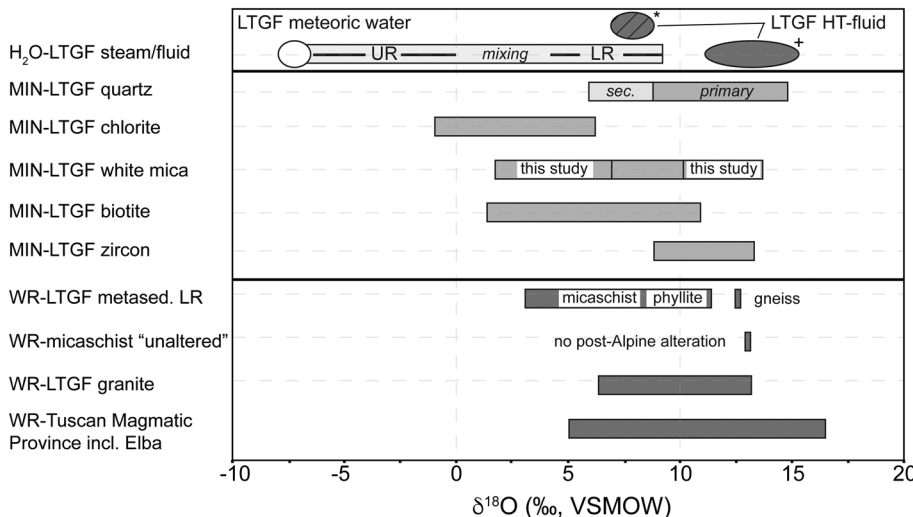 LTGF meteoric water
*
LTGF HT-fluid
+
H₂O-LTGF steam/fluid
UR
mixing
LR
MIN-LTGF quartz
sec.
primary
MIN-LTGF chlorite
MIN-LTGF white mica
this study
this study
MIN-LTGF biotite
MIN-LTGF zircon
WR-LTGF metased. LR
micaschist
phyllite
gneiss
WR-micaschist “unaltered”
no post-Alpine alteration
WR-LTGF granite
WR-Tuscan Magmatic
Province incl. Elba
-10
-5
0
5
10
15
20
δ¹⁸O (‰, VSMOW)